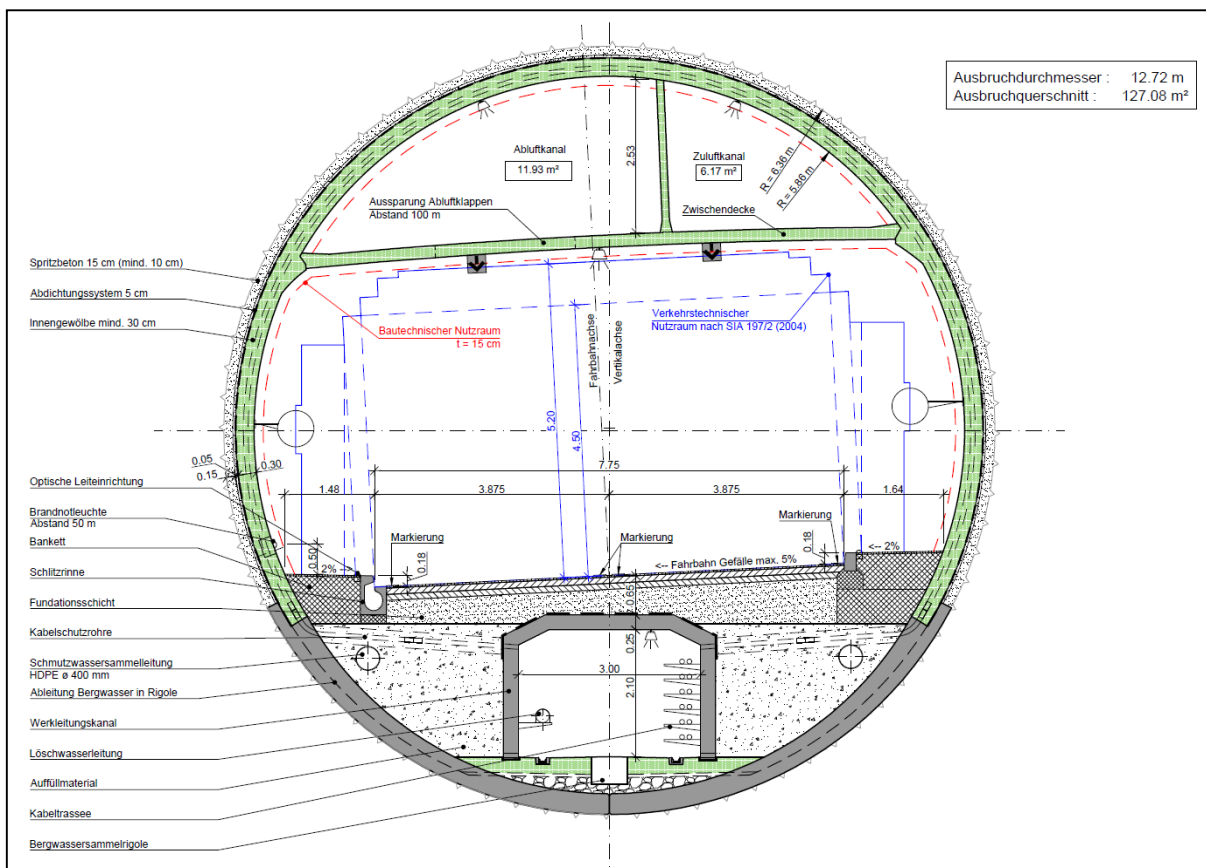 Ausbruchdurchmesser : 12.72 m
Ausbruchquerschnitt : 127.08 m²
Abluftkanal
11.93 m²
2.53
Zuluftkanal
6.17 m²
R = 6.36 m
R = 5.86 m
Aussparung Abluftklappen
Abstand 100 m
Zwischendecke
Spritzbeton 15 cm (mind. 10 cm)
Abdichtungssystem 5 cm
Innengewölbe mind. 30 cm
Bautechnischer Nutzraum
t = 15 cm
Verkehrstechnischer
Nutzraum nach SIA 197/2 (2004)
Fahrbahnachse
Vertikalachse
5.20
4.50
7.75
0.05
0.15
0.30
1.48
3.875
3.875
1.64
Optische Leiteinrichtung
Brandnotleuchte
Abstand 50 m
Bankett
Schlitzrinne
Fundationsschicht
Kabelschutzrohre
Schmutzwassersammelleitung
HDPE ø 400 mm
Ableitung Bergwasser in Rigole
Werkleitungskanal
Löschwasserleitung
Auffüllmaterial
Kabeltrassee
Bergwassersammelrigole
0.50
2%
Markierung
0.18
Markierung
Markierung
0.18
<-- 2%
<-- Fahrbahn Gefälle max. 5%
0.65
0.25
3.00
2.10